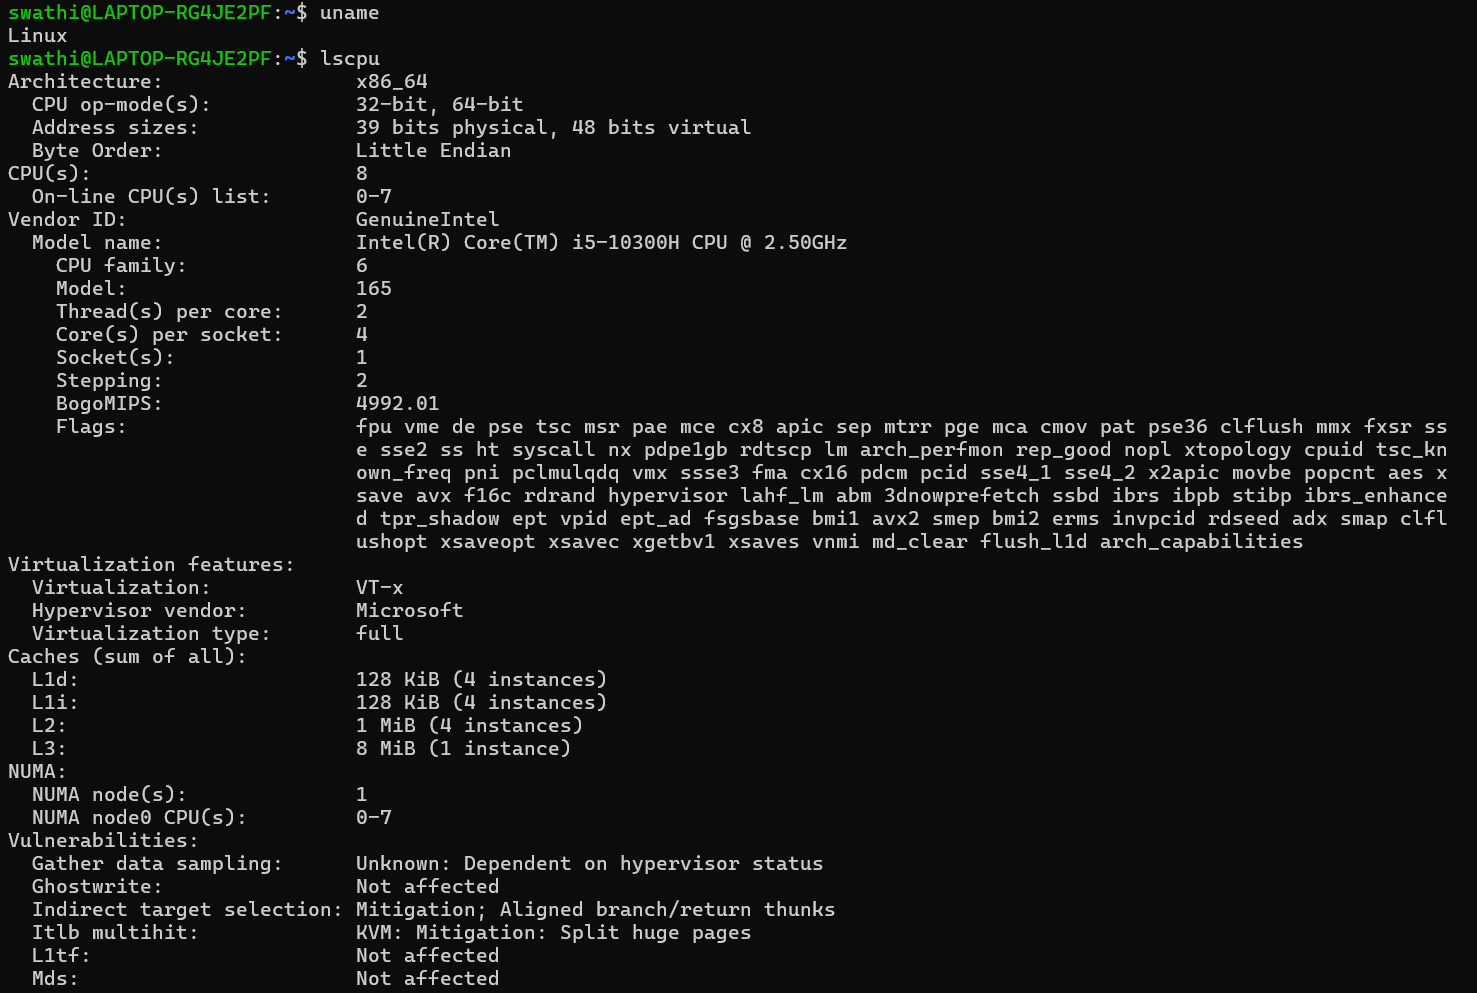 swathi@LAPTOP-RG4JE2PF:~$ uname
Linux
swathi@LAPTOP-RG4JE2PF:~$ lscpu
Architecture:                x86_64
  CPU op-mode(s):            32-bit, 64-bit
  Address sizes:             39 bits physical, 48 bits virtual
  Byte Order:                Little Endian
CPU(s):                      8
  On-line CPU(s) list:       0-7
Vendor ID:                   GenuineIntel
  Model name:                Intel(R) Core(TM) i5-10300H CPU @ 2.50GHz
    CPU family:              6
    Model:                   165
    Thread(s) per core:      2
    Core(s) per socket:      4
    Socket(s):               1
    Stepping:                2
    BogoMIPS:                4992.01
    Flags:                   fpu vme de pse tsc msr pae mce cx8 apic sep mtrr pge mca cmov pat pse36 clflush mmx fxsr ss
                             e sse2 ss ht syscall nx pdpe1gb rdtscp lm arch_perfmon rep_good nopl xtopology cpuid tsc_kn
                             own_freq pni pclmulqdq vmx ssse3 fma cx16 pdcm pcid sse4_1 sse4_2 x2apic movbe popcnt aes x
                             save avx f16c rdrand hypervisor lahf_lm abm 3dnowprefetch ssbd ibrs ibpb stibp ibrs_enhance
                             d tpr_shadow ept vpid ept_ad fsgsbase bmi1 avx2 smep bmi2 erms invpcid rdseed adx smap clfl
                             ushopt xsaveopt xsavec xgetbv1 xsaves vnmi md_clear flush_l1d arch_capabilities
Virtualization features:
  Virtualization:            VT-x
  Hypervisor vendor:         Microsoft
  Virtualization type:       full
Caches (sum of all):
  L1d:                       128 KiB (4 instances)
  L1i:                       128 KiB (4 instances)
  L2:                        1 MiB (4 instances)
  L3:                        8 MiB (1 instance)
NUMA:
  NUMA node(s):              1
  NUMA node0 CPU(s):         0-7
Vulnerabilities:
  Gather data sampling:      Unknown: Dependent on hypervisor status
  Ghostwrite:                Not affected
  Indirect target selection: Mitigation; Aligned branch/return thunks
  Itlb multihit:             KVM: Mitigation: Split huge pages
  L1tf:                      Not affected
  Mds:                       Not affected